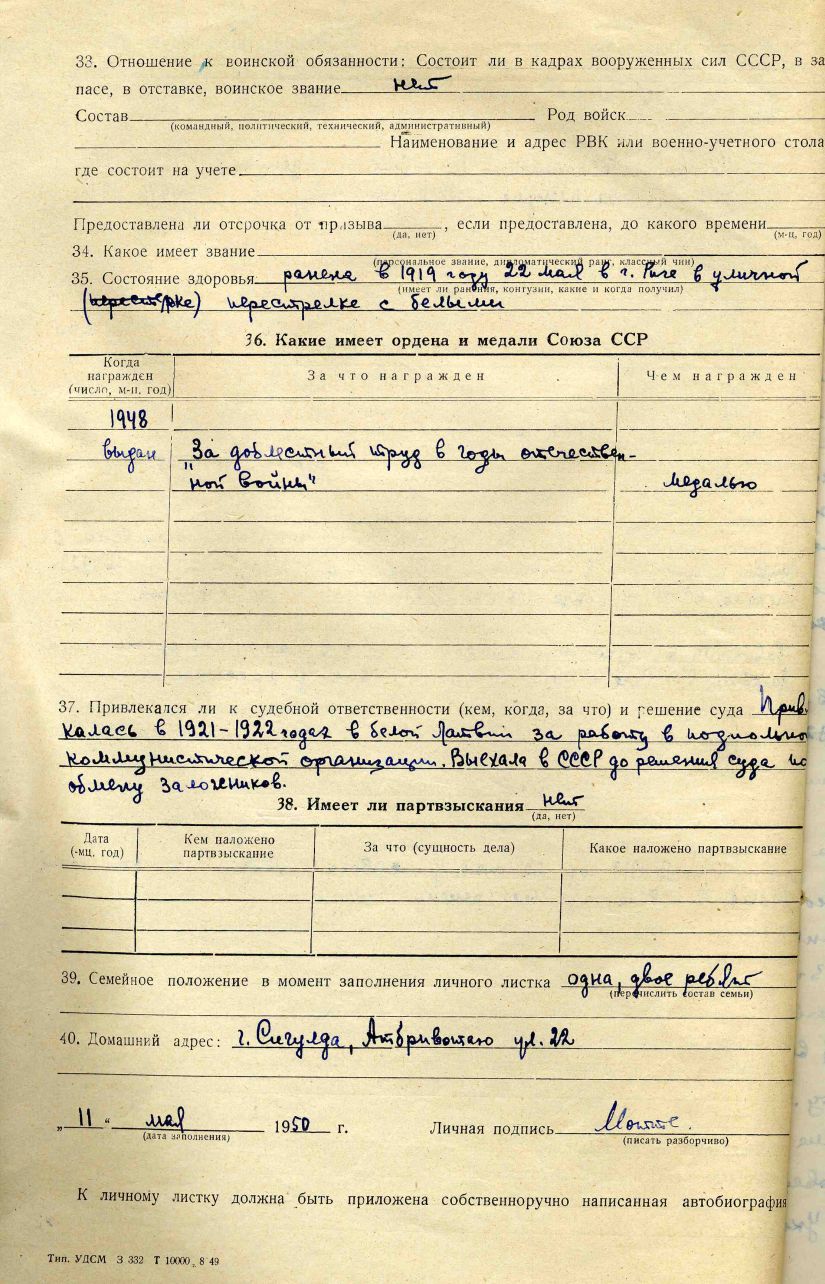 33. Отношение к воинской обязанности: Состоит ли в кадрах вооруженных сил СССР, в за
пасе, в отставке, воинское звание нет
Состав Род войск
(командный, политический, технический, административный)
Наименование и адрес РВК или военно-учетного стола
где состоит на учете
Предоставлена ли отсрочка от призыва , если предоставлена, до какого времени
(да, нет) (м-ц, год)
34. Какое имеет звание
(персональное звание, дипломатический ранг, классный чин)
35. Состояние здоровья ранена в 1919 году 22 мая в г. Риге в уличной
(имеет ли ранения, контузии, какие и когда получил)
(перестрелке) перестрелке с белыми
36. Какие имеет ордена и медали Союза ССР
Когда награжден (число, м-ц, год) За что награжден Чем награжден
1948
выдан „За доблестный труд в годы отечествен-
ной войны" медалью
37. Привлекался ли к судебной ответственности (кем, когда, за что) и решение суда Прив
калась в 1921-1922 годах в белой Латвии за работу в подпольно
коммунистической организации. Выехала в СССР до решения суда по
обмену заложников.
38. Имеет ли партвзыскания нет
(да, нет)
Дата (-мц, год) Кем наложено партвзыскание За что (сущность дела) Какое наложено партвзыскание
39. Семейное положение в момент заполнения личного листка одна, двое ребят
(перечислить состав семьи)
40. Домашний адрес: г. Сигулда, Атбривоташю ул. 22
„ 11 " мая 1950 г. Личная подпись
(дата заполнения) (писать разборчиво)
К личному листку должна быть приложена собственноручно написанная автобиография
Тип. УДСМ З 332 Т 10000 8 49